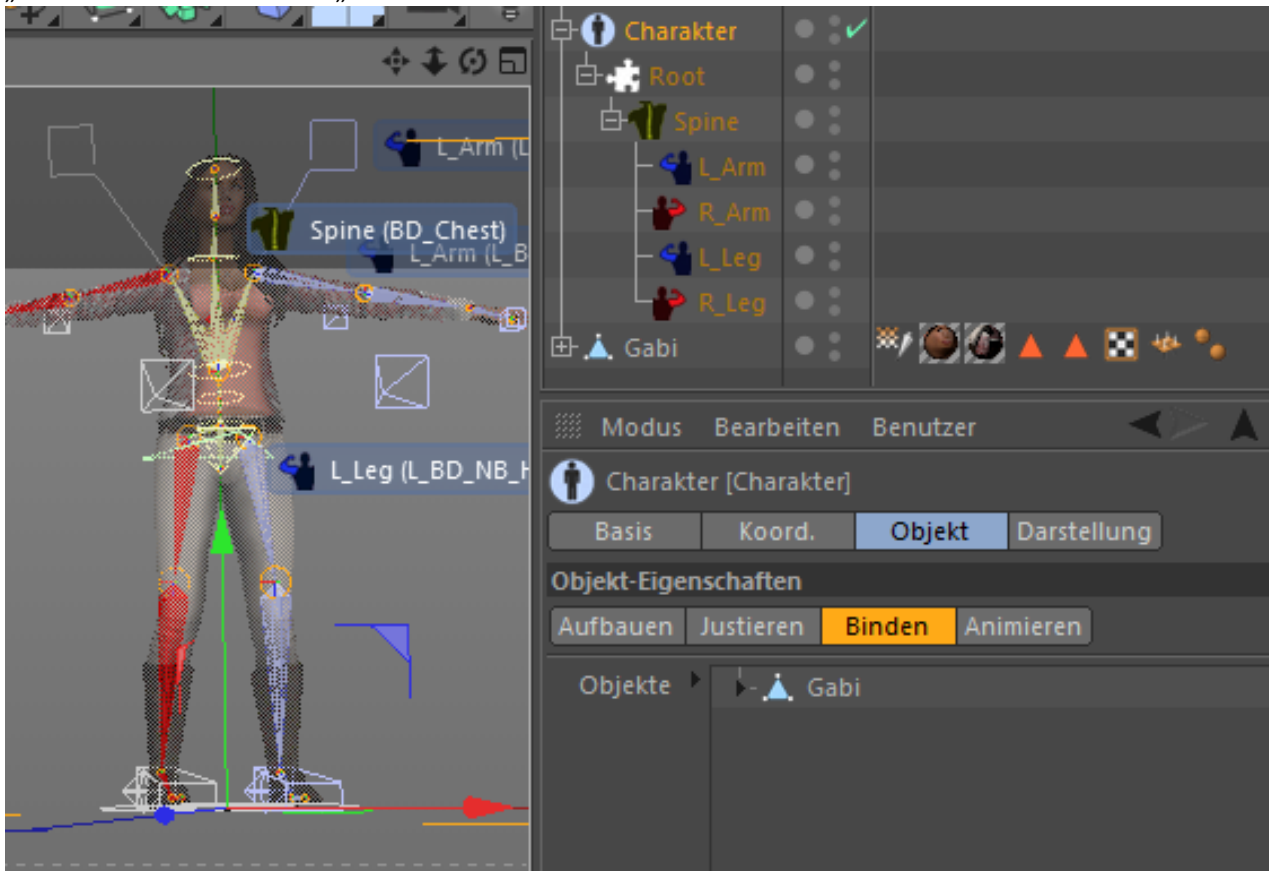 Charakter
Root
Spine
L_Arm
R_Arm
L_Leg
R_Leg
Gabi
L_Arm (L
Spine (BD_Chest)
L_Arm (L_B
L_Leg (L_BD_NB_H
Modus Bearbeiten Benutzer
Charakter [Charakter]
Basis Koord. Objekt Darstellung
Objekt-Eigenschaften
Aufbauen Justieren Binden Animieren
Objekte Gabi